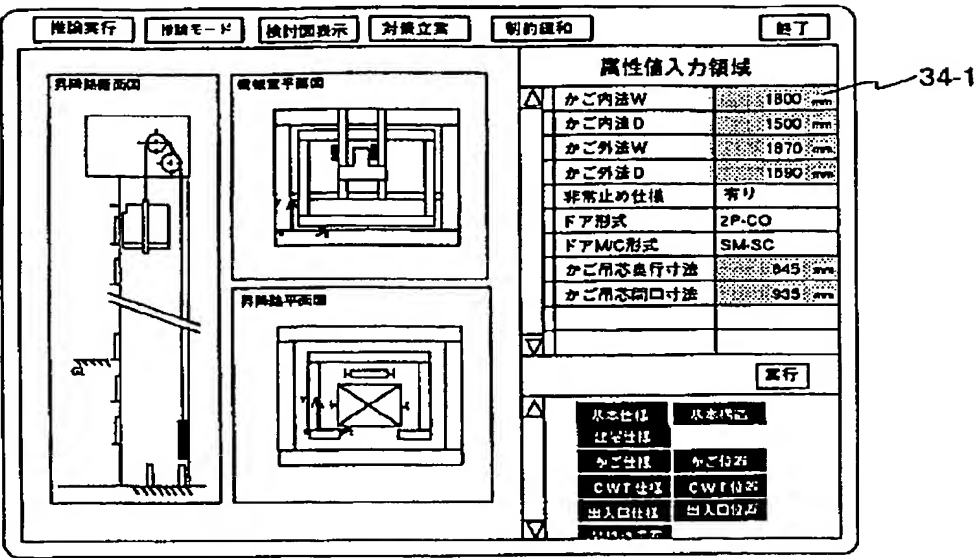 推論実行 推論モード 検討図表示 対策立案 制約緩和 終了
昇降路断面図
機械室平面図
昇降路平面図
属性値入力領域
34-1
かご内法W 1800 mm
かご内法D 1500 mm
かご外法W 1870 mm
かご外法D 1590 mm
非常止め仕様 有り
ドア形式 2P-CO
ドアM/C形式 SM-SC
かご吊芯奥行寸法 845 mm
かご吊芯間口寸法 935 mm
実行
基本仕様 基本構造
かご仕様 かご位置
CWT仕様 CWT位置
出入口仕様 出入口位置